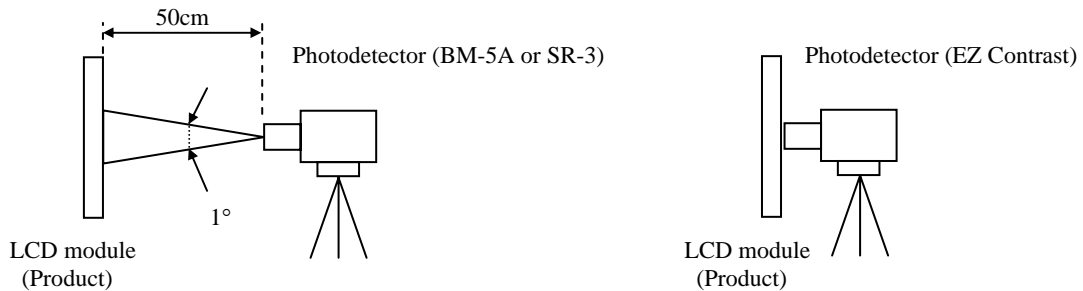 50cm
Photodetector (BM-5A or SR-3)
1°
LCD module
(Product)
Photodetector (EZ Contrast)
LCD module
(Product)